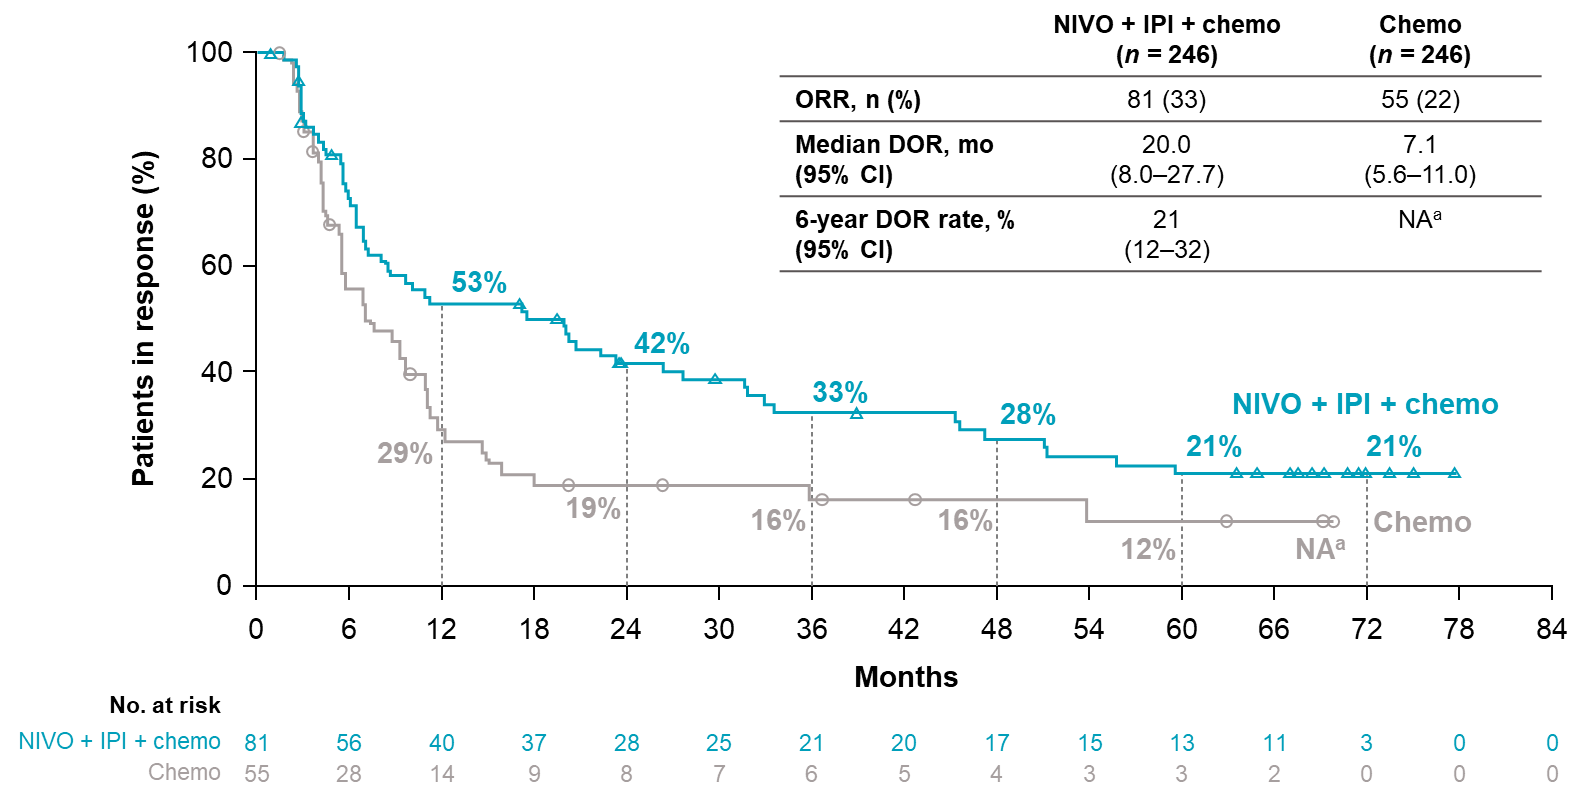 NIVO + IPI + chemo Chemo
(n = 246) (n = 246)
ORR, n (%) 81 (33) 55 (22)
Median DOR, mo 20.0 7.1
(95% CI) (8.0–27.7) (5.6–11.0)
6-year DOR rate, % 21 NAᵃ
(95% CI) (12–32)
Patients in response (%)
100
80
60
40
20
0
53%
42%
33%
28%
21%
21%
NIVO + IPI + chemo
29%
19%
16%
16%
12%
NAᵃ
Chemo
0 6 12 18 24 30 36 42 48 54 60 66 72 78 84
Months
No. at risk
NIVO + IPI + chemo 81 56 40 37 28 25 21 20 17 15 13 11 3 0 0
Chemo 55 28 14 9 8 7 6 5 4 3 3 2 0 0 0